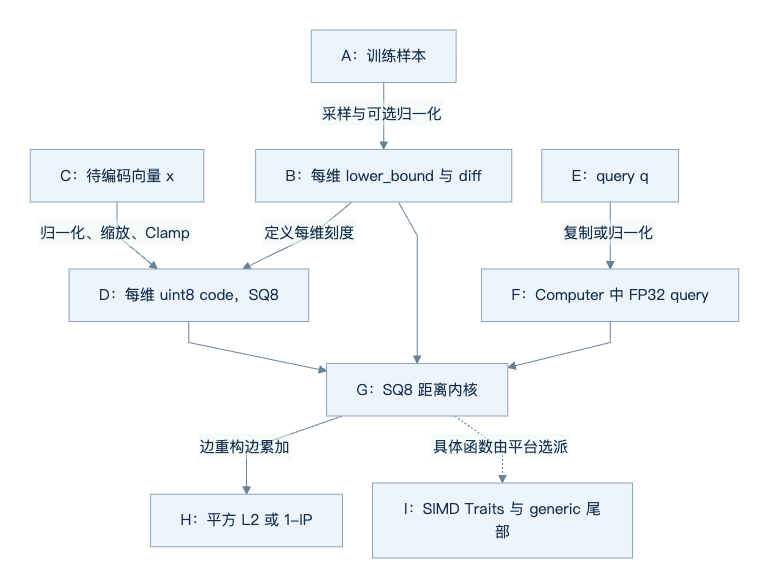 A：训练样本
采样与可选归一化
C：待编码向量 x
B：每维 lower_bound 与 diff
E：query q
归一化、缩放、Clamp
定义每维刻度
复制或归一化
D：每维 uint8 code，SQ8
F：Computer 中 FP32 query
G：SQ8 距离内核
边重构边累加
具体函数由平台选派
H：平方 L2 或 1-IP
I：SIMD Traits 与 generic 尾
部